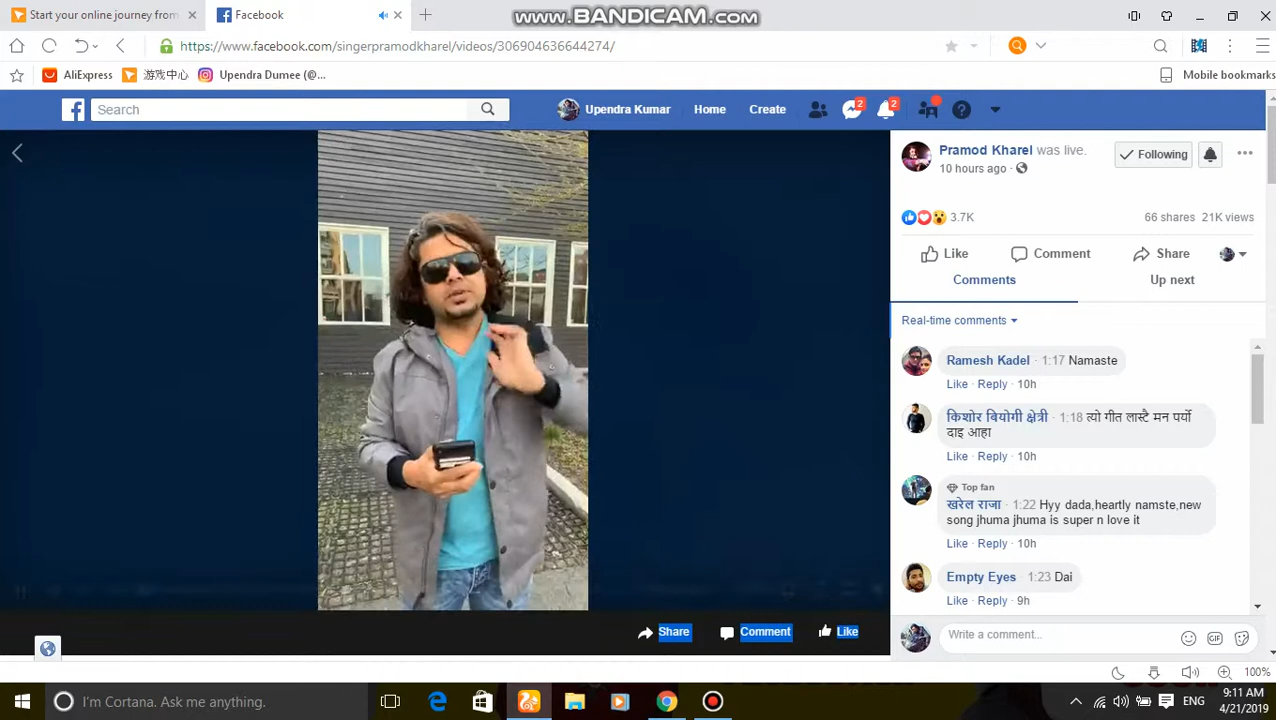 www.BANDICAM.com
Start your online journey from
Facebook
https://www.facebook.com/singerpramodkharel/videos/306904636644274/
AliExpress
游戏中心
Upendra Dumee (@...
Mobile bookmarks
Search
Upendra Kumar
Home
Create
2
2
Pramod Kharel was live.
10 hours ago
Following
3.7K
66 shares 21K views
Like
Comment
Share
Comments
Up next
Real-time comments
Ramesh Kadel 1:17 Namaste
Like · Reply · 10h
किशोर बियोगी क्षेत्री · 1:18 त्यो गीत लास्टै मन पर्यो
दाइ आहा
Like · Reply · 10h
Top fan
खरेल राजा · 1:22 Hyy dada,heartly namste,new
song jhuma jhuma is super n love it
Like · Reply · 10h
Empty Eyes · 1:23 Dai
Like · Reply · 9h
Write a comment...
GIF
Share
Comment
Like
100%
I'm Cortana. Ask me anything.
ENG
9:11 AM
4/21/2019